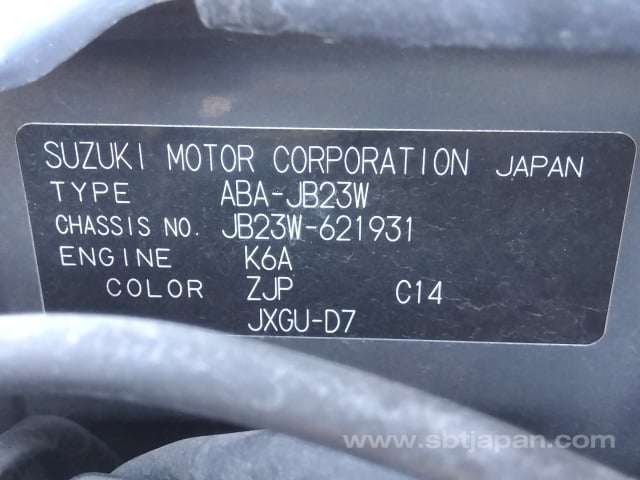 SUZUKI MOTOR CORPORATION JAPAN
TYPE ABA-JB23W
CHASSIS NO. JB23W-621931
ENGINE K6A
COLOR ZJP C14
JXGU-D7
www.sbtjapan.com